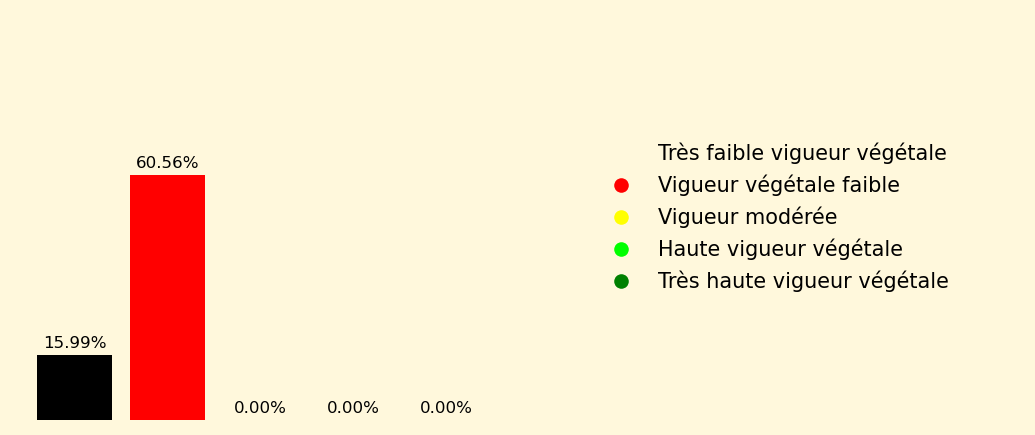 60.56%
15.99%
0.00%
0.00%
0.00%
Très faible vigueur végétale
Vigueur végétale faible
Vigueur modérée
Haute vigueur végétale
Très haute vigueur végétale